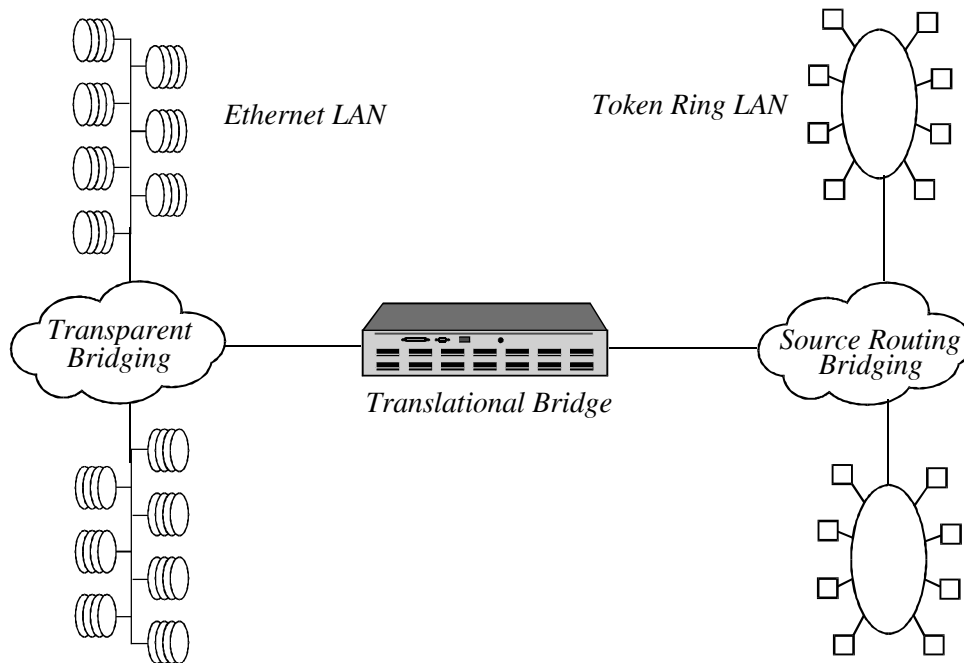 Ethernet LAN
Token Ring LAN
Transparent
Bridging
Source Routing
Bridging
Translational Bridge